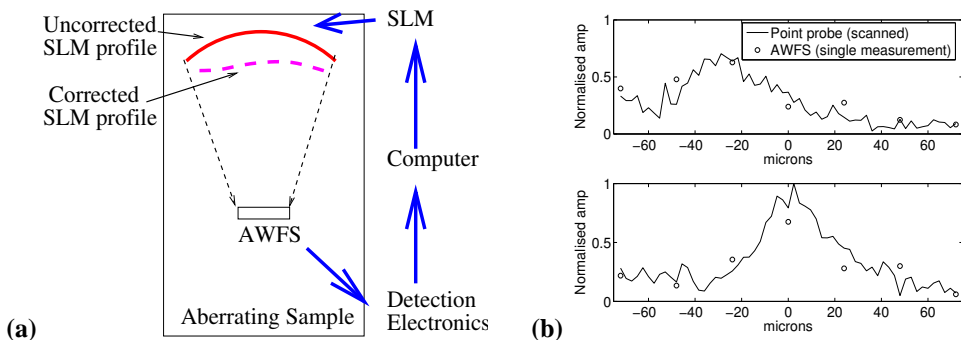 Uncorrected
SLM profile
SLM
Corrected
SLM profile
Computer
AWFS
Detection
Electronics
Aberrating Sample
(a)
Point probe (scanned)
AWFS (single measurement)
Normalised amp
1
0.5
0
−60 −40 −20 0 20 40 60
microns
Normalised amp
1
0.5
0
−60 −40 −20 0 20 40 60
microns
(b)